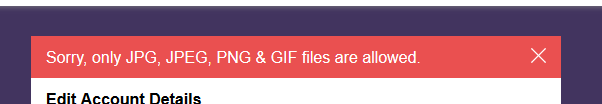 Sorry, only JPG, JPEG, PNG & GIF files are allowed.
Edit Account Details